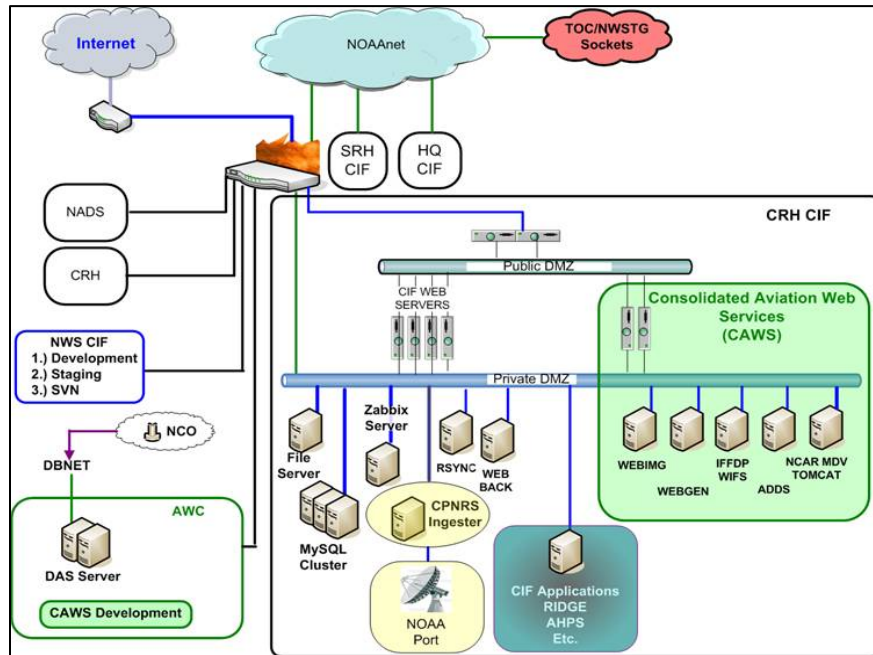 Internet
NOAAnet
TOC/NWSTG
Sockets
SRH
CIF
HQ
CIF
NADS
CRH
CRH CIF
Public DMZ
CIF WEB
SERVERS
Consolidated Aviation Web
Services
(CAWS)
NWS CIF
1.) Development
2.) Staging
3.) SVN
Private DMZ
NCO
DBNET
File
Server
Zabbix
Server
RSYNC
WEB
BACK
WEBIMG
WEBGEN
IFFDP
WIFS
ADDS
NCAR MDV
TOMCAT
MySQL
Cluster
CPNRS
Ingester
AWC
DAS Server
CAWS Development
NOAA
Port
CIF Applications
RIDGE
AHPS
Etc.